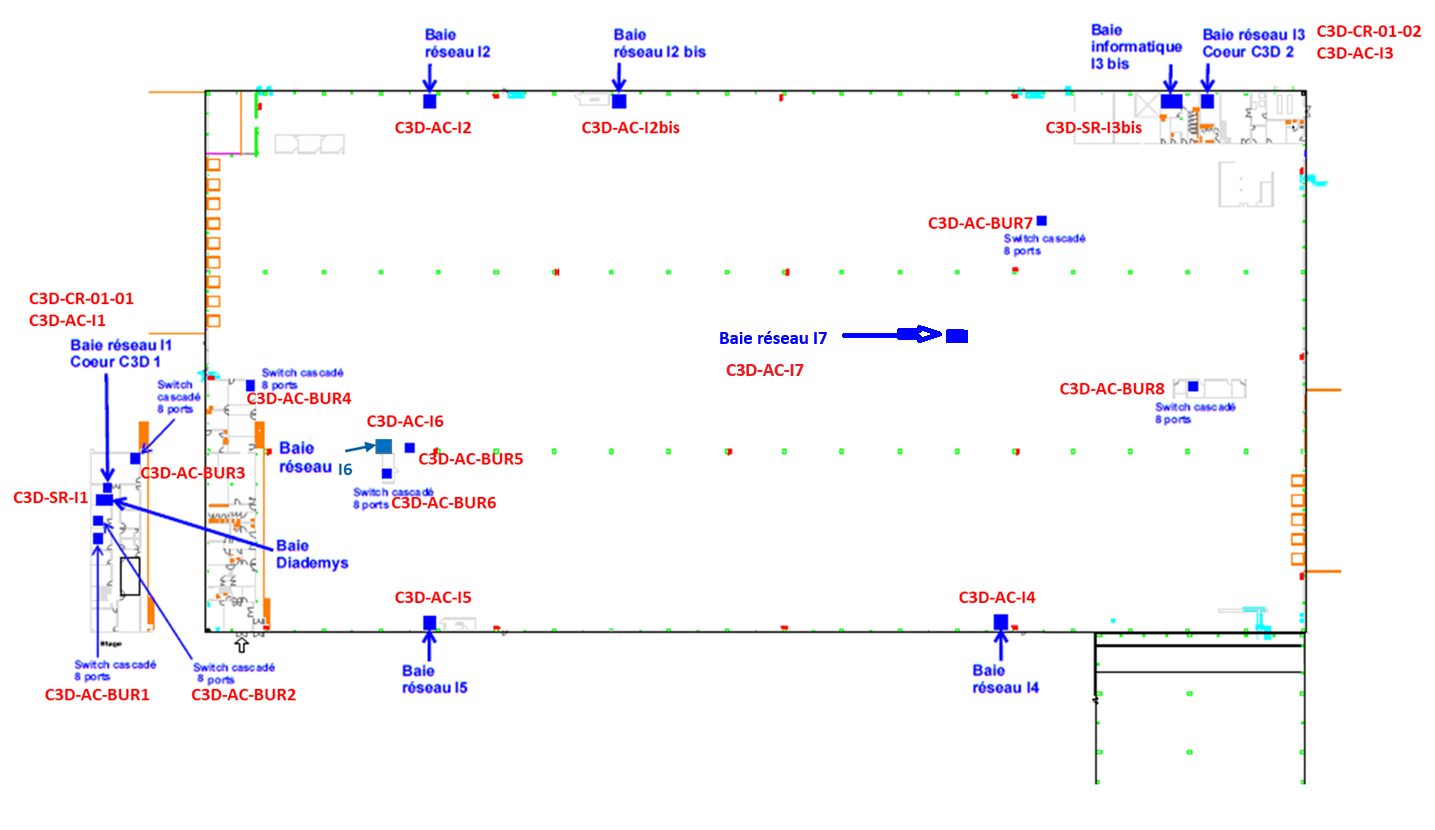 Baie
réseau I2
C3D-AC-I2
Baie
réseau I2 bis
C3D-AC-I2bis
Baie
informatique
I3 bis
C3D-SR-I3bis
Baie réseau I3
Coeur C3D 2
C3D-CR-01-02
C3D-AC-I3
C3D-AC-BUR7
Switch cascadé
8 ports
C3D-CR-01-01
C3D-AC-I1
Baie réseau I1
Coeur C3D 1
Baie réseau I7
C3D-AC-I7
Switch
cascadé
8 ports
Switch cascadé
8 ports
C3D-AC-BUR4
C3D-AC-BUR8
Switch cascadé
8 ports
C3D-AC-I6
Baie
réseau I6
C3D-AC-BUR5
C3D-AC-BUR3
Switch cascadé
8 ports
C3D-AC-BUR6
C3D-SR-I1
Baie
Diademys
C3D-AC-I5
Baie
réseau I5
C3D-AC-I4
Baie
réseau I4
Etage
Switch cascadé
8 ports
C3D-AC-BUR1
Switch cascadé
8 ports
C3D-AC-BUR2